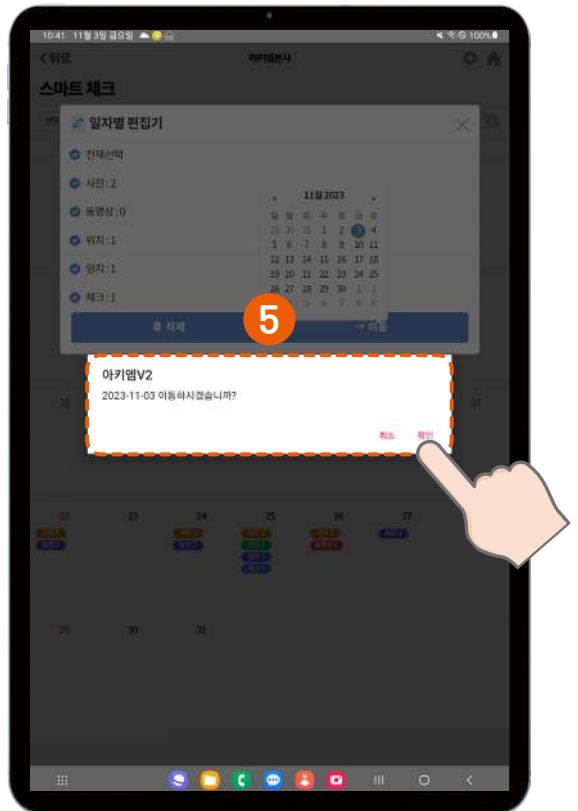 10:41 11월 3일 금요일
100%
<뒤로 아키엠본사
스마트 체크
일자별 편집기
전체선택
사진:2
동영상:0
위치:1
일지:1
체크:1
11월 2023
일 월 화 수 목 금 토
29 30 31 1 2 3 4
5 6 7 8 9 10 11
12 13 14 15 16 17 18
19 20 21 22 23 24 25
26 27 28 29 30 1 2
5 6 7 8 9
삭제
→ 이동
5
아키엠V2
2023-11-03 이동하시겠습니까?
취소 확인
22 23 24 25 26 27
29 30 31